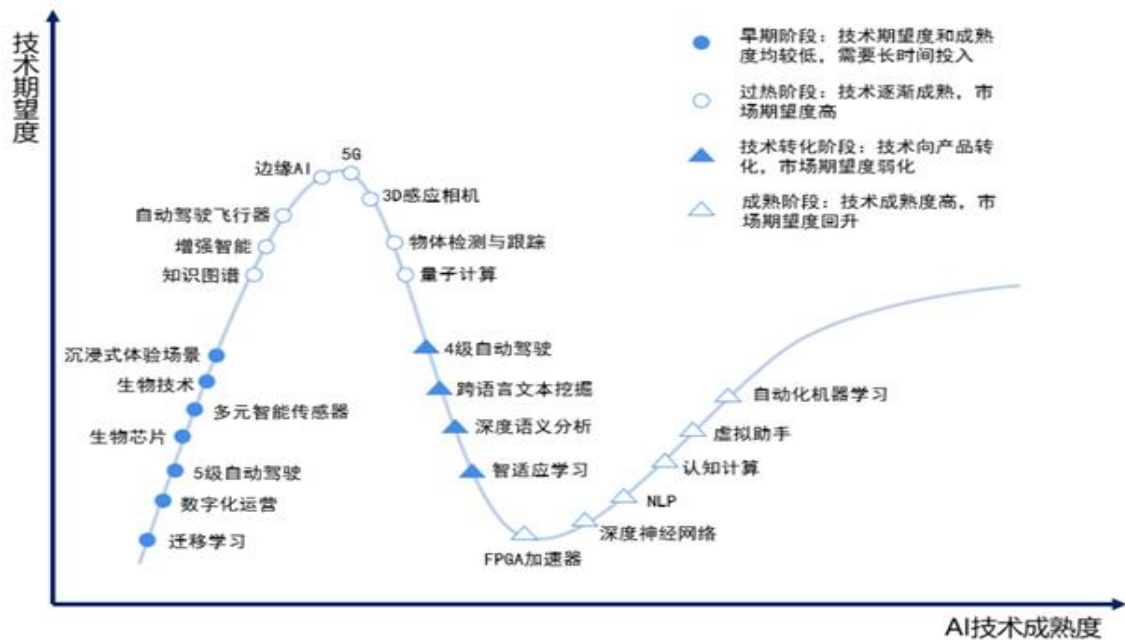 技术期望度
早期阶段：技术期望度和成熟
度均较低，需要长时间投入
过热阶段：技术逐渐成熟，市
场期望度高
技术转化阶段：技术向产品转
化，市场期望度弱化
成熟阶段：技术成熟度高，市
场期望度回升
5G
边缘AI
3D感应相机
自动驾驶飞行器
增强智能
物体检测与跟踪
知识图谱
量子计算
沉浸式体验场景
4级自动驾驶
生物技术
跨语言文本挖掘
自动化机器学习
多元智能传感器
深度语义分析
生物芯片
虚拟助手
5级自动驾驶
智适应学习
认知计算
数字化运营
NLP
迁移学习
深度神经网络
FPGA加速器
AI技术成熟度